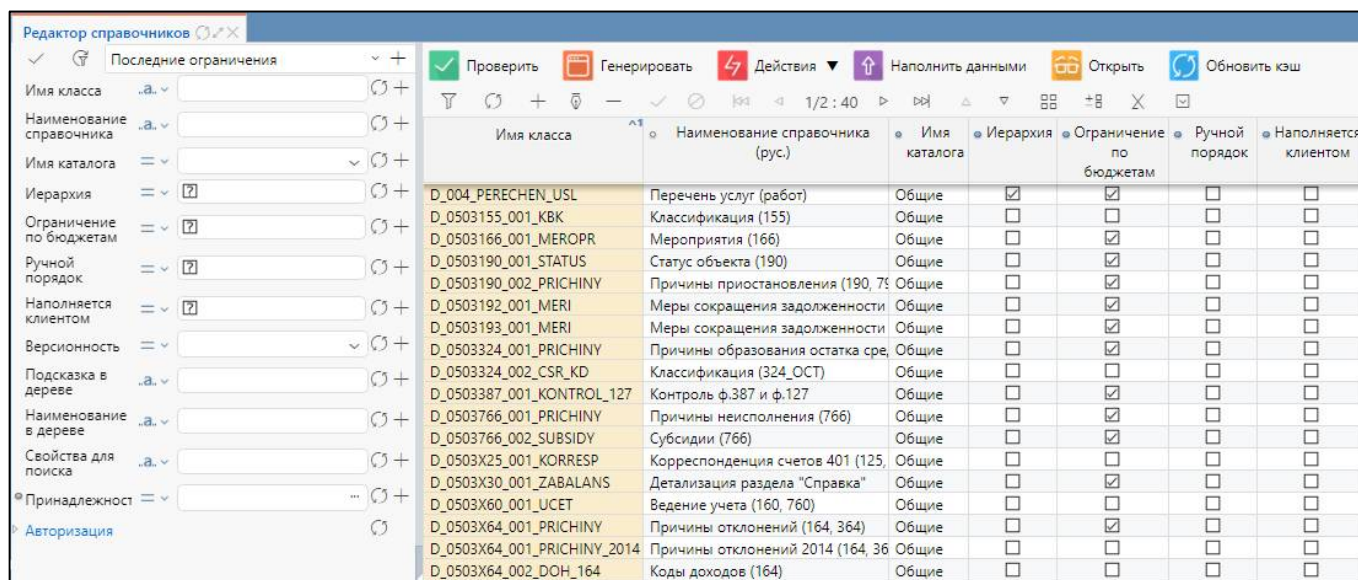 Редактор справочников
Последние ограничения
Имя класса ..a..
Наименование справочника ..a..
Имя каталога =
Иерархия = ?
Ограничение по бюджетам = ?
Ручной порядок = ?
Наполняется клиентом = ?
Версионность =
Подсказка в дереве ..a..
Наименование в дереве ..a..
Свойства для поиска ..a..
Принадлежност = ...
Авторизация
Проверить Генерировать Действия ▼ Наполнить данными Открыть Обновить кэш
1/2 : 40
Имя класса ^1 Наименование справочника (рус.) Имя каталога Иерархия Ограничение по бюджетам Ручной порядок Наполняется клиентом
D_004_PERECHEN_USL Перечень услуг (работ) Общие
D_0503155_001_KBK Классификация (155) Общие
D_0503166_001_MEROPR Мероприятия (166) Общие
D_0503190_001_STATUS Статус объекта (190) Общие
D_0503190_002_PRICHINY Причины приостановления (190, 79 Общие
D_0503192_001_MERI Меры сокращения задолженности Общие
D_0503193_001_MERI Меры сокращения задолженности Общие
D_0503324_001_PRICHINY Причины образования остатка сре, Общие
D_0503324_002_CSR_KD Классификация (324_ОСТ) Общие
D_0503387_001_KONTROL_127 Контроль ф.387 и ф.127 Общие
D_0503766_001_PRICHINY Причины неисполнения (766) Общие
D_0503766_002_SUBSIDY Субсидии (766) Общие
D_0503X25_001_KORRESP Корреспонденция счетов 401 (125, Общие
D_0503X30_001_ZABALANS Детализация раздела "Справка" Общие
D_0503X60_001_UCET Ведение учета (160, 760) Общие
D_0503X64_001_PRICHINY Причины отклонений (164, 364) Общие
D_0503X64_001_PRICHINY_2014 Причины отклонений 2014 (164, 36 Общие
D_0503X64_002_DOH_164 Коды доходов (164) Общие